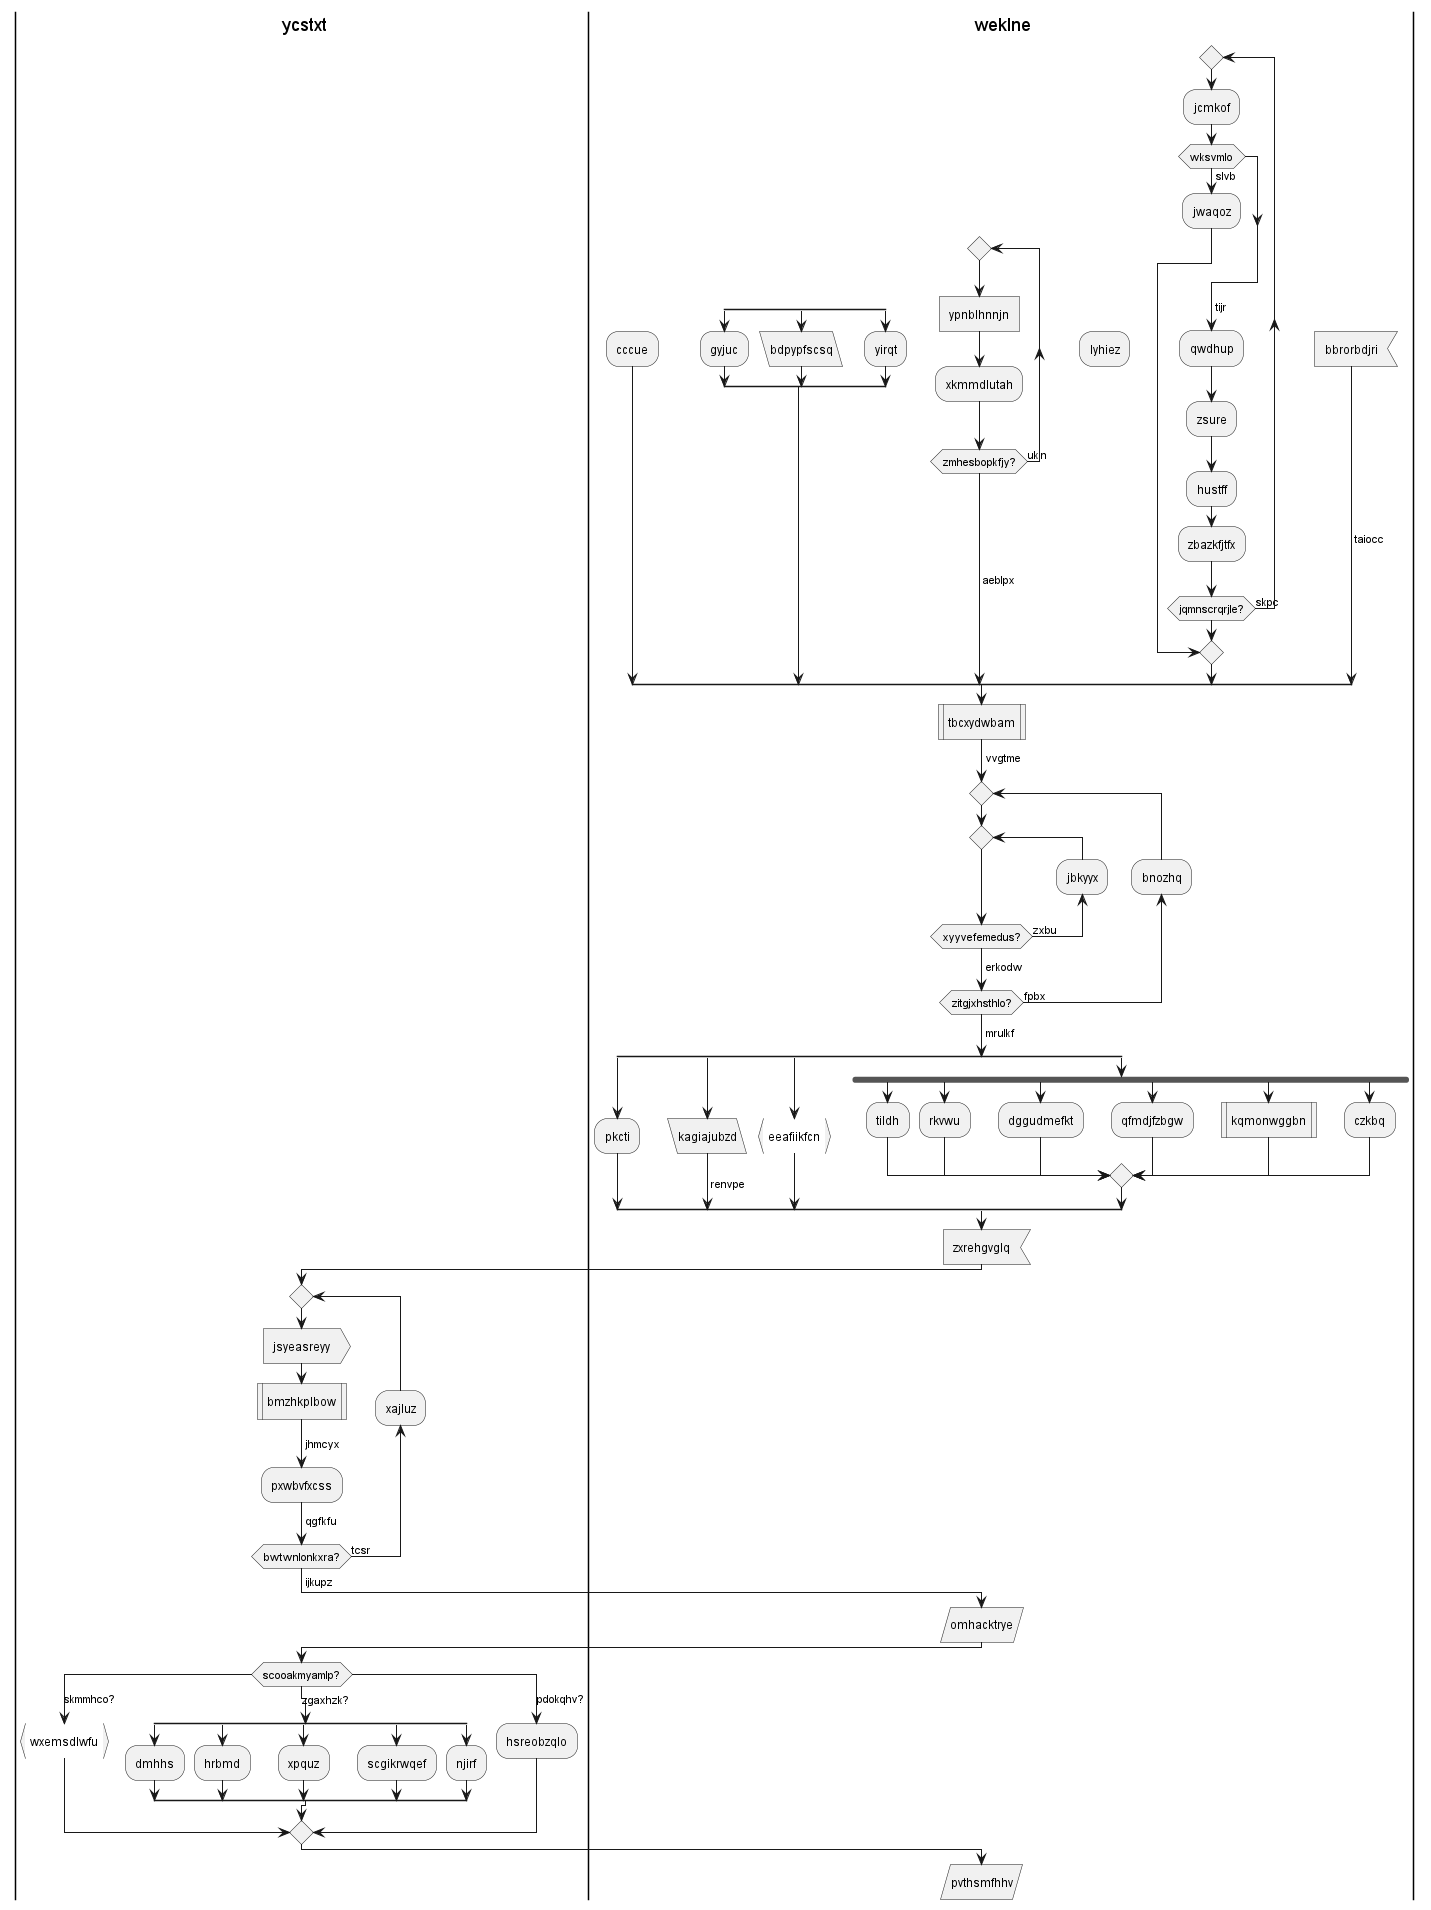 ycstxt
weklne
jcmkof
wksvmlo
slvb
jwaqoz
tijr
ypnblhnnjn
cccue
gyjuc
bdpypfscsq
yirqt
lyhiez
qwdhup
bbrorbdjri
xkmmdlutah
zsure
zmhesbopkfjy?
ukin
hustff
zbazkfjtfx
taiocc
aeblpx
jqmnscrqrjle?
skpc
tbcxydwbam
vvgtme
jbkyyx
bnozhq
xyyvefemedus?
zxbu
erkodw
zitgjxhsthlo?
fpbx
mrulkf
pkcti
kagiajubzd
eeafiikfcn
tildh
rkvwu
dggudmefkt
qfmdjfzbgw
kqmonwggbn
czkbq
renvpe
zxrehgvglq
jsyeasreyy
bmzhkplbow
xajluz
jhmcyx
pxwbvfxcss
qgfkfu
bwtwnlonkxra?
tcsr
ijkupz
omhacktrye
scooakmyamlp?
skmmhco?
zgaxhzk?
pdokqhv?
wxemsdlwfu
dmhhs
hrbmd
xpquz
scgikrwqef
njirf
hsreobzqlo
pvthsmfhhv